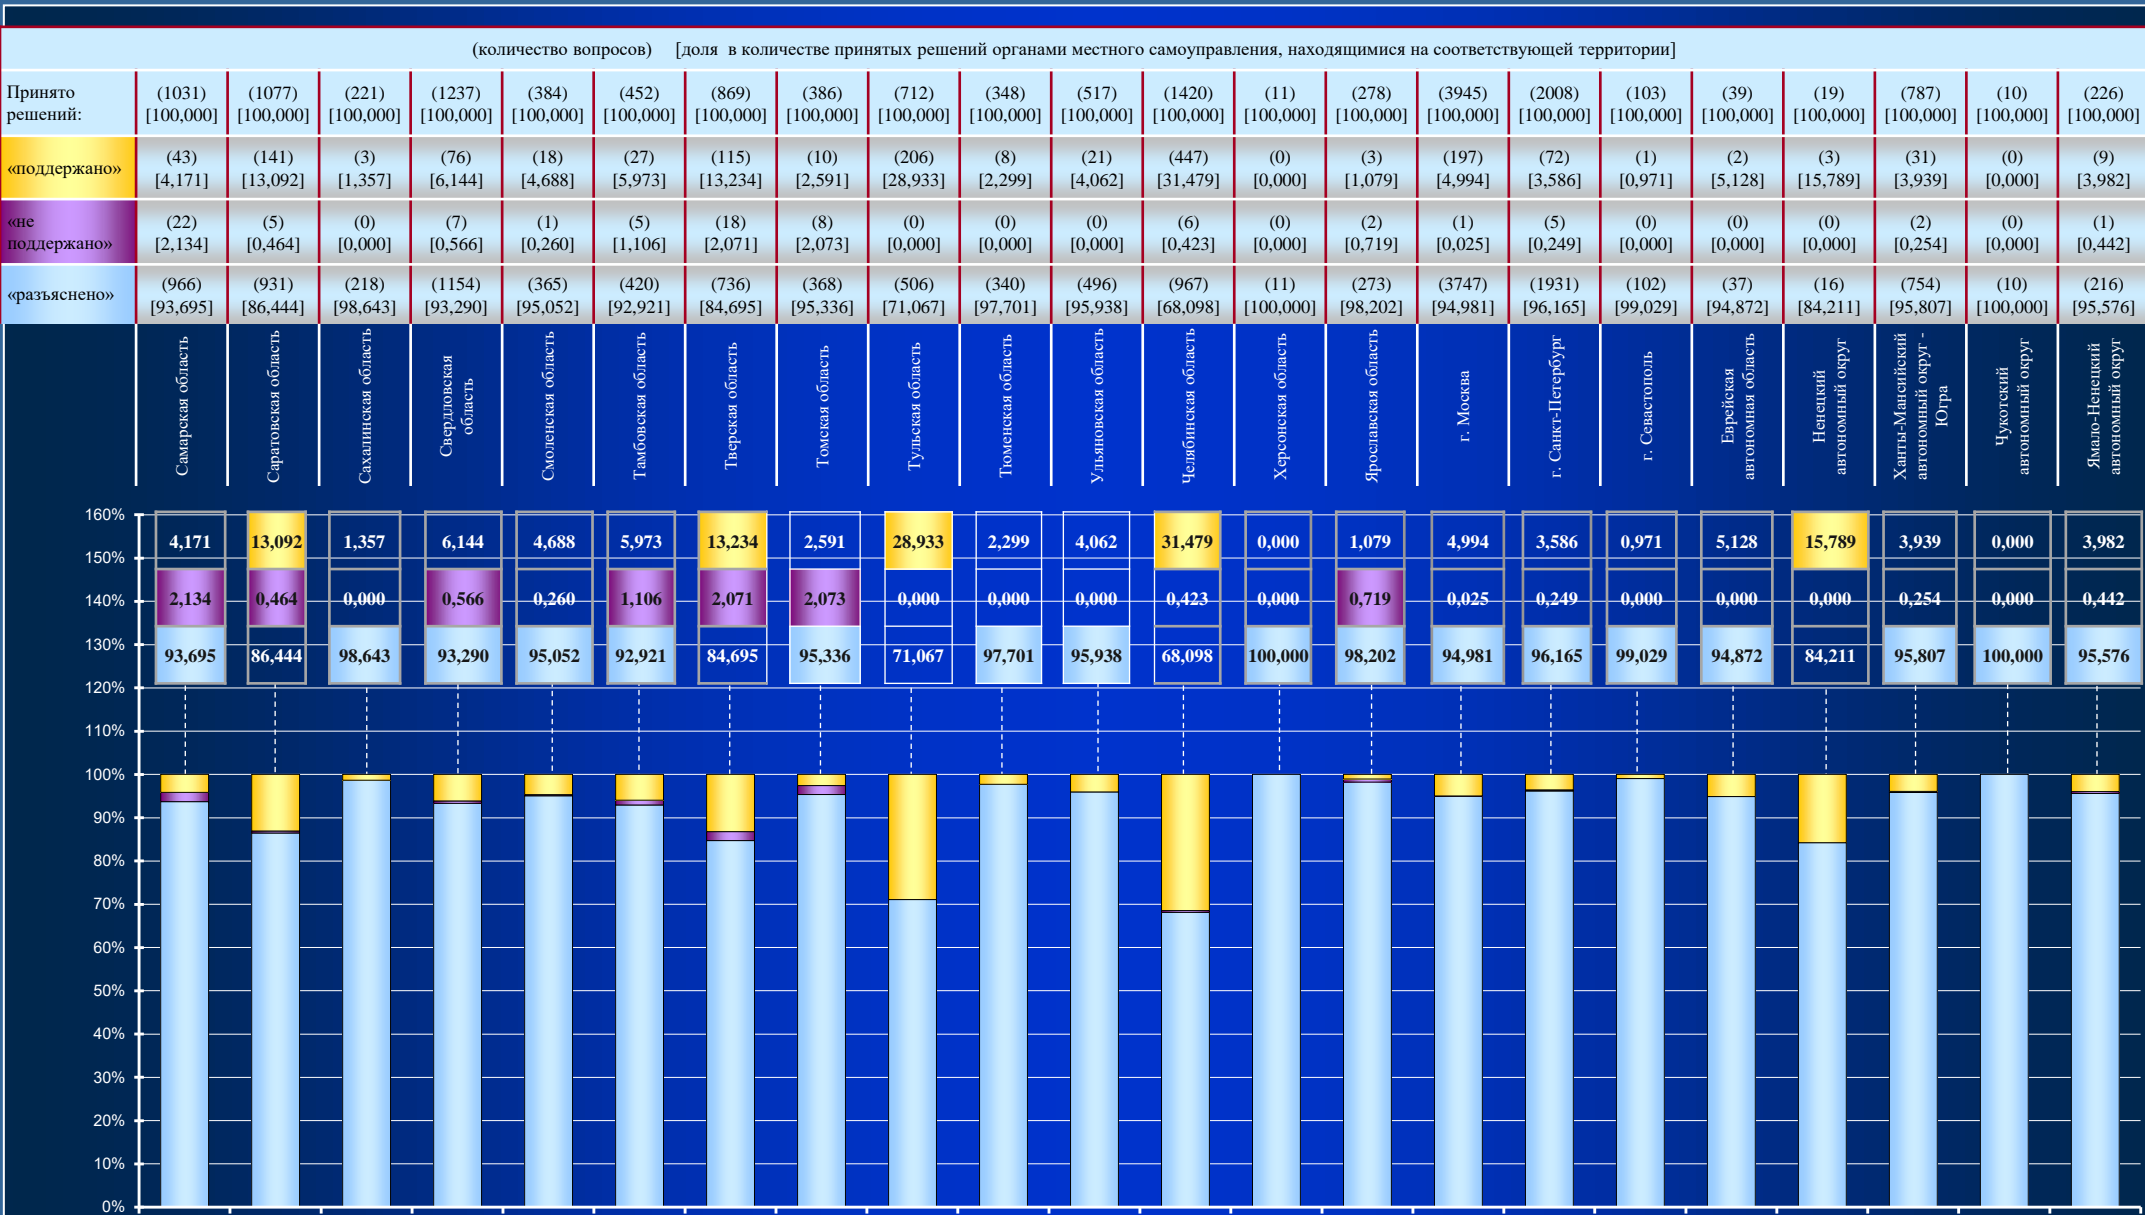 (количество вопросов) [доля в количестве принятых решений органами местного самоуправления, находящимися на соответствующей территории]
Принято (1031) (1077) (221) (1237) (384) (452) (869) (386) (712) (348) (517) (1420) (11) (278) (3945) (2008) (103) (39) (19) (787) (10) (226)
решений: [100,000] [100,000] [100,000] [100,000] [100,000] [100,000] [100,000] [100,000] [100,000] [100,000] [100,000] [100,000] [100,000] [100,000] [100,000] [100,000] [100,000] [100,000] [100,000] [100,000] [100,000] [100,000]
«поддержано» (43) (141) (3) (76) (18) (27) (115) (10) (206) (8) (21) (447) (0) (3) (197) (72) (1) (2) (3) (31) (0) (9)
[4,171] [13,092] [1,357] [6,144] [4,688] [5,973] [13,234] [2,591] [28,933] [2,299] [4,062] [31,479] [0,000] [1,079] [4,994] [3,586] [0,971] [5,128] [15,789] [3,939] [0,000] [3,982]
«не (22) (5) (0) (7) (1) (5) (18) (8) (0) (0) (0) (6) (0) (2) (1) (5) (0) (0) (0) (2) (0) (1)
поддержано» [2,134] [0,464] [0,000] [0,566] [0,260] [1,106] [2,071] [2,073] [0,000] [0,000] [0,000] [0,423] [0,000] [0,719] [0,025] [0,249] [0,000] [0,000] [0,000] [0,254] [0,000] [0,442]
«разъяснено» (966) (931) (218) (1154) (365) (420) (736) (368) (506) (340) (496) (967) (11) (273) (3747) (1931) (102) (37) (16) (754) (10) (216)
[93,695] [86,444] [98,643] [93,290] [95,052] [92,921] [84,695] [95,336] [71,067] [97,701] [95,938] [68,098] [100,000] [98,202] [94,981] [96,165] [99,029] [94,872] [84,211] [95,807] [100,000] [95,576]
Самарская область
Саратовская область
Сахалинская область
Свердловская
область
Смоленская область
Тамбовская область
Тверская область
Томская область
Тульская область
Тюменская область
Ульяновская область
Челябинская область
Херсонская область
Ярославская область
г. Москва
г. Санкт-Петербург
г. Севастополь
Еврейская
автономная область
Ненецкий
автономный округ
Ханты-Мансийский
автономный округ -
Югра
Чукотский
автономный округ
Ямало-Ненецкий
автономный округ
160%
4,171 13,092 1,357 6,144 4,688 5,973 13,234 2,591 28,933 2,299 4,062 31,479 0,000 1,079 4,994 3,586 0,971 5,128 15,789 3,939 0,000 3,982
150%
140% 2,134 0,464 0,000 0,566 0,260 1,106 2,071 2,073 0,000 0,000 0,000 0,423 0,000 0,719 0,025 0,249 0,000 0,000 0,000 0,254 0,000 0,442
130%
93,695 86,444 98,643 93,290 95,052 92,921 84,695 95,336 71,067 97,701 95,938 68,098 100,000 98,202 94,981 96,165 99,029 94,872 84,211 95,807 100,000 95,576
120%
110%
100%
90%
80%
70%
60%
50%
40%
30%
20%
10%
0%